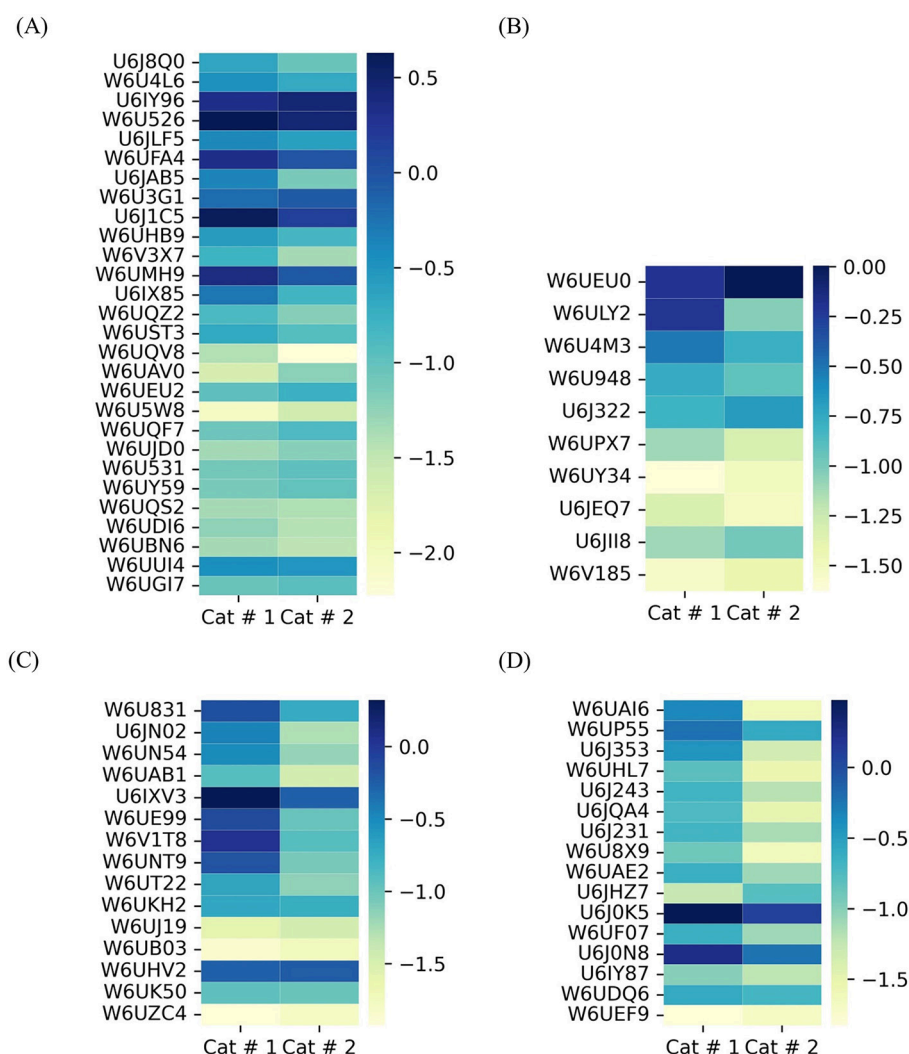 (A)
U6J8Q0
W6U4L6
U6IY96
W6U526
U6JLF5
W6UFA4
U6JAB5
W6U3G1
U6J1C5
W6UHB9
W6V3X7
W6UMH9
U6IX85
W6UQZ2
W6UST3
W6UQV8
W6UAV0
W6UEU2
W6U5W8
W6UQF7
W6UJD0
W6U531
W6UY59
W6UQS2
W6UDI6
W6UBN6
W6UUI4
W6UGI7
Cat # 1 Cat # 2
0.5
0.0
−0.5
−1.0
−1.5
−2.0
(B)
W6UEU0
W6ULY2
W6U4M3
W6U948
U6J322
W6UPX7
W6UY34
U6JEQ7
U6JII8
W6V185
Cat # 1 Cat # 2
0.00
−0.25
−0.50
−0.75
−1.00
−1.25
−1.50
(C)
W6U831
U6JN02
W6UN54
W6UAB1
U6IXV3
W6UE99
W6V1T8
W6UNT9
W6UT22
W6UKH2
W6UJ19
W6UB03
W6UHV2
W6UK50
W6UZC4
Cat # 1 Cat # 2
0.0
−0.5
−1.0
−1.5
(D)
W6UAI6
W6UP55
U6J353
W6UHL7
U6J243
U6JQA4
U6J231
W6U8X9
W6UAE2
U6JHZ7
U6J0K5
W6UF07
U6J0N8
U6IY87
W6UDQ6
W6UEF9
Cat # 1 Cat # 2
0.0
−0.5
−1.0
−1.5